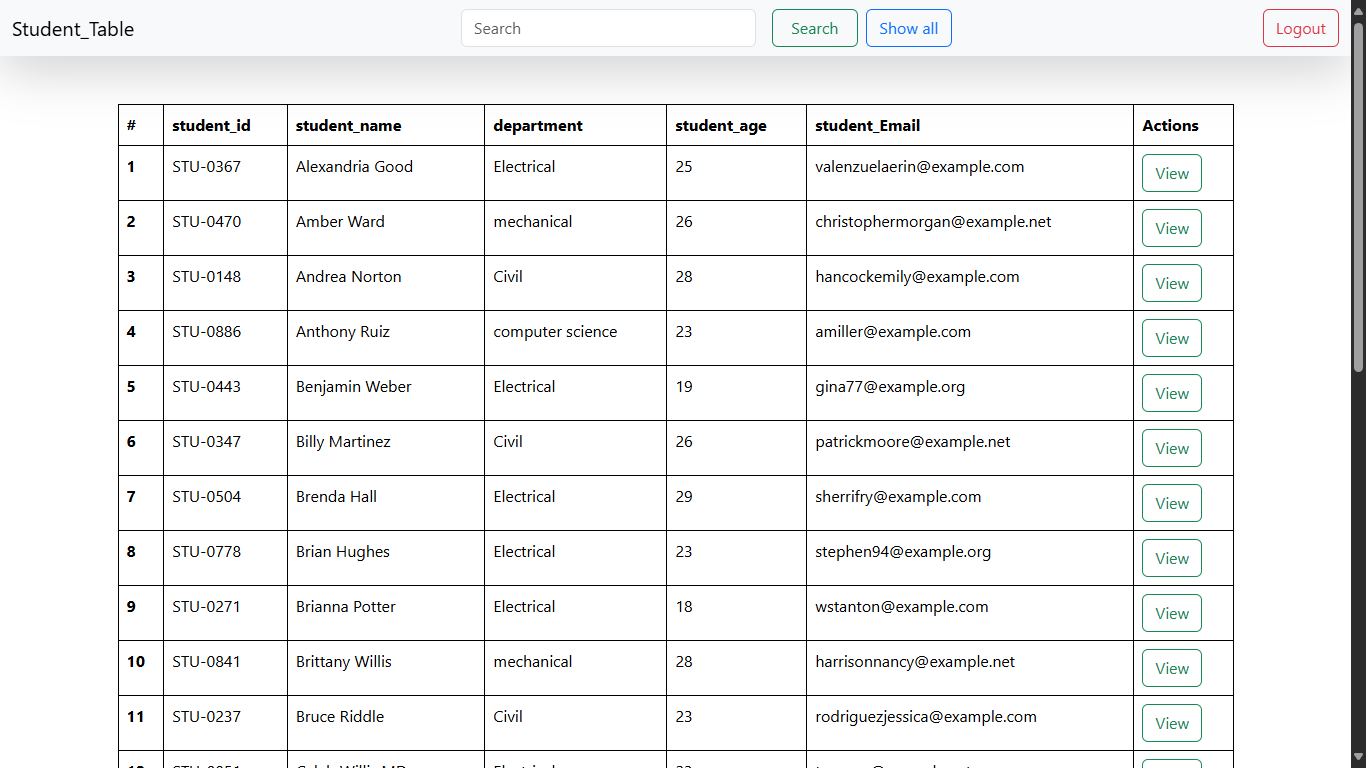 Student_Table Search Search Show all Logout
# student_id student_name department student_age student_Email Actions
1 STU-0367 Alexandria Good Electrical 25 valenzuelaerin@example.com View
2 STU-0470 Amber Ward mechanical 26 christophermorgan@example.net View
3 STU-0148 Andrea Norton Civil 28 hancockemily@example.com View
4 STU-0886 Anthony Ruiz computer science 23 amiller@example.com View
5 STU-0443 Benjamin Weber Electrical 19 gina77@example.org View
6 STU-0347 Billy Martinez Civil 26 patrickmoore@example.net View
7 STU-0504 Brenda Hall Electrical 29 sherrifry@example.com View
8 STU-0778 Brian Hughes Electrical 23 stephen94@example.org View
9 STU-0271 Brianna Potter Electrical 18 wstanton@example.com View
10 STU-0841 Brittany Willis mechanical 28 harrisonnancy@example.net View
11 STU-0237 Bruce Riddle Civil 23 rodriguezjessica@example.com View